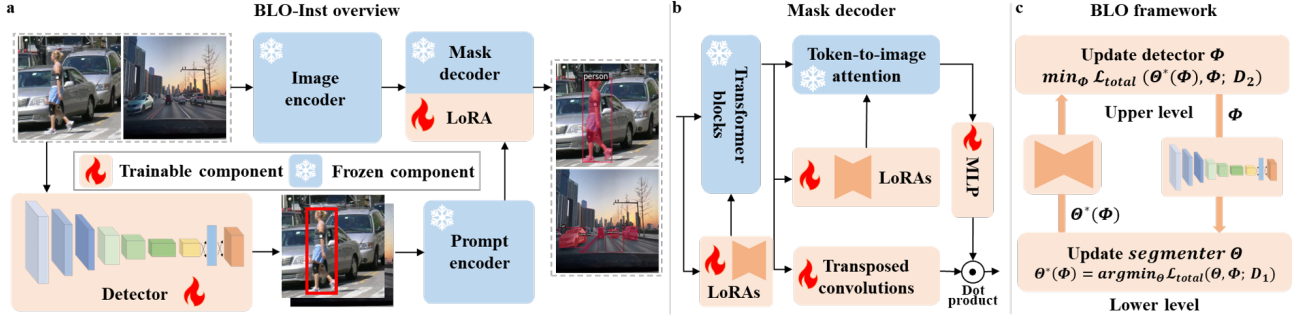 a
BLO-Inst overview
Image
encoder
Mask
decoder
LoRA
person
Trainable component
Frozen component
Detector
Prompt
encoder
b
Mask decoder
Transformer
blocks
Token-to-image
attention
LoRAs
MLP
LoRAs
Transposed
convolutions
Dot
product
c
BLO framework
Update detector Φ
min_Φ ℒ_total (Θ*(Φ), Φ; D₂)
Upper level
Φ
Θ*(Φ)
Update segmenter Θ
Θ*(Φ) = argmin_Θ ℒ_total(Θ, Φ; D₁)
Lower level